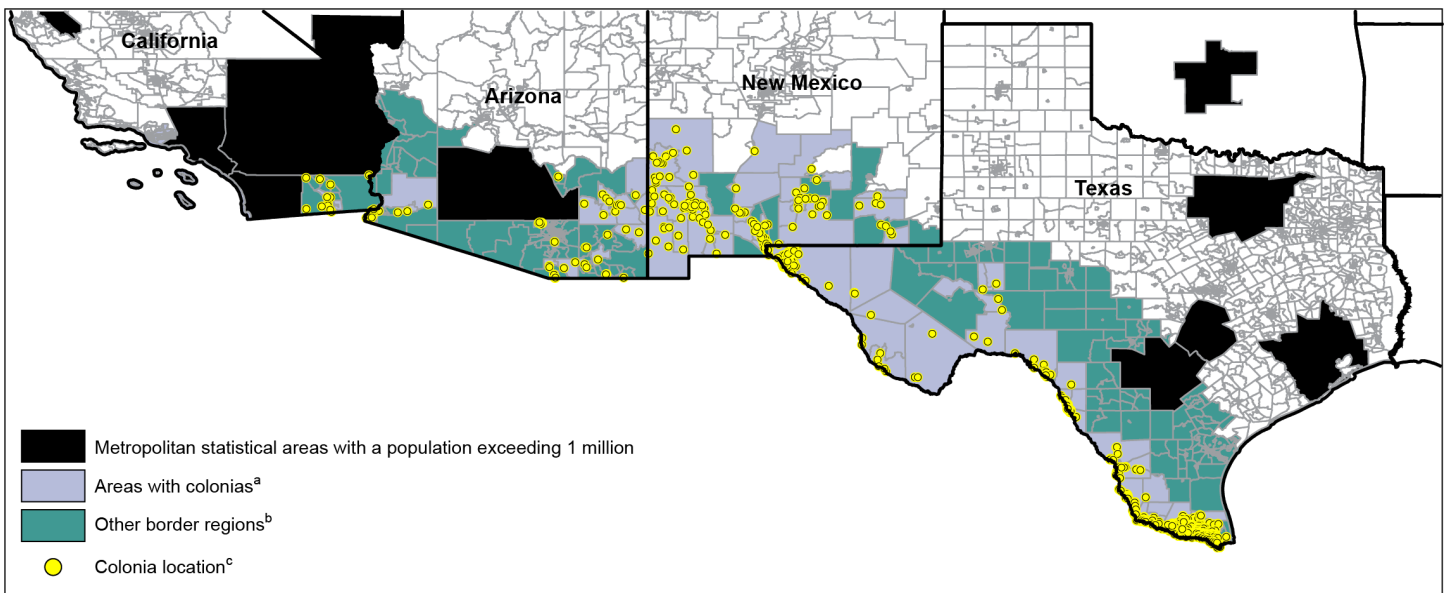 California
Arizona
New Mexico
Texas
Metropolitan statistical areas with a population exceeding 1 million
Areas with coloniasᵃ
Other border regionsᵇ
Colonia locationᶜ